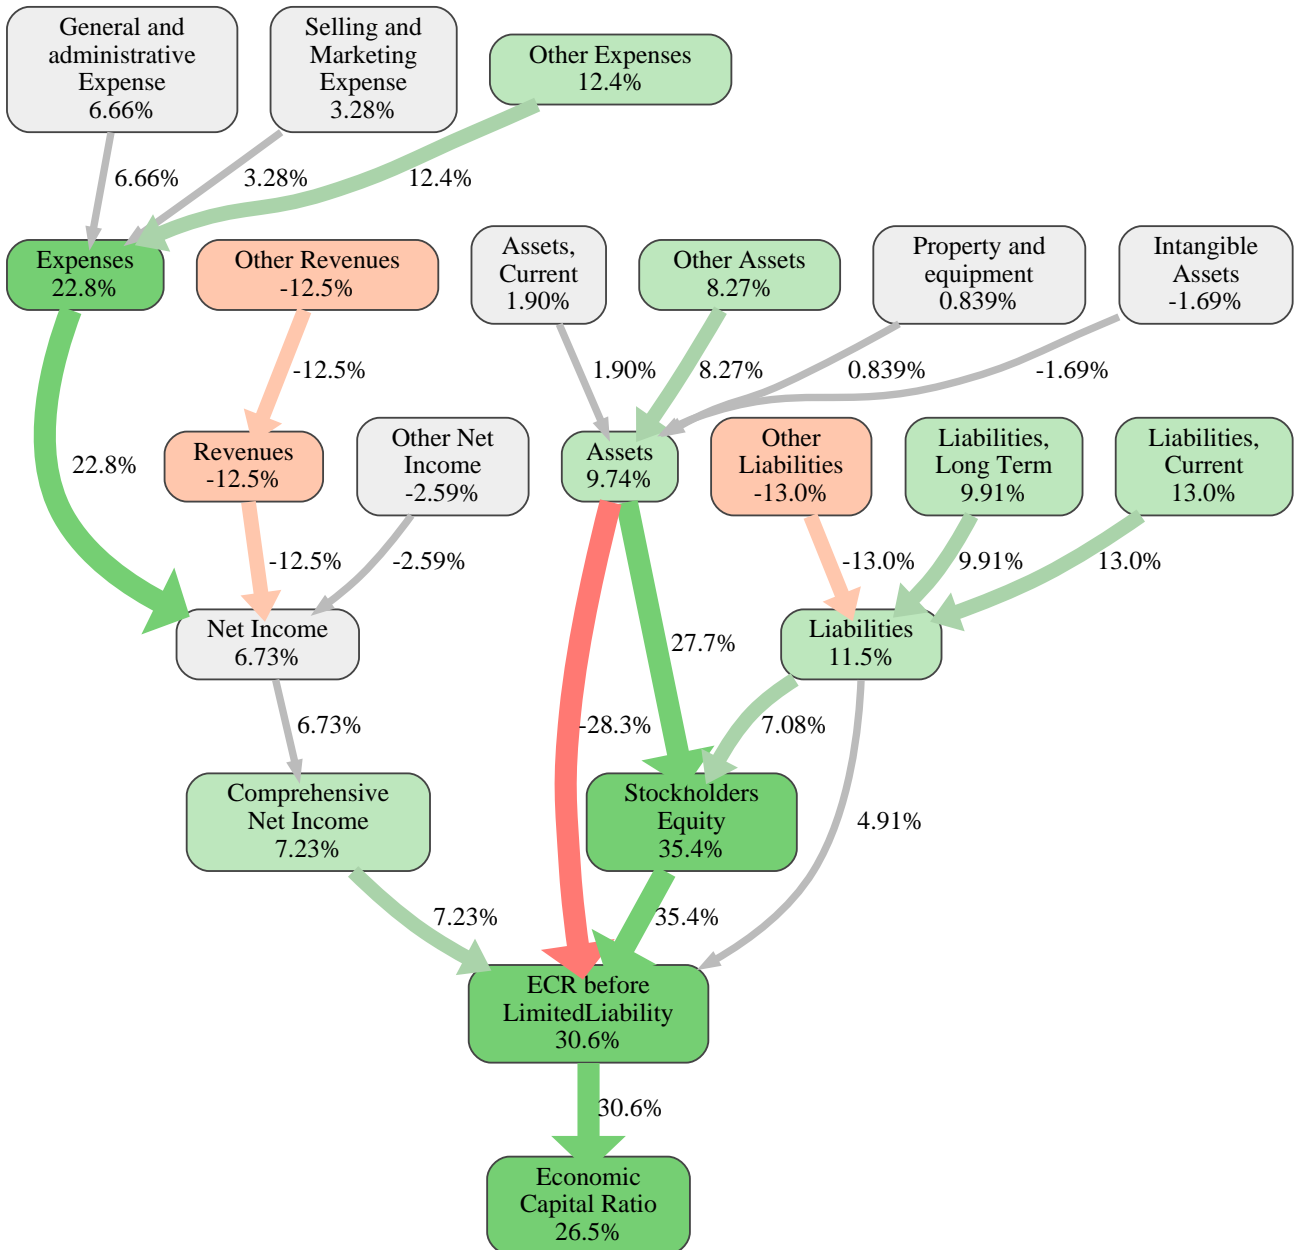 General and
administrative
Expense
6.66%
Selling and
Marketing
Expense
3.28%
Other Expenses
12.4%
6.66%
3.28%
12.4%
Expenses
22.8%
Other Revenues
-12.5%
Assets,
Current
1.90%
Other Assets
8.27%
Property and
equipment
0.839%
Intangible
Assets
-1.69%
-12.5%
1.90%
8.27%
0.839%
-1.69%
22.8%
Revenues
-12.5%
Other Net
Income
-2.59%
Assets
9.74%
Other
Liabilities
-13.0%
Liabilities,
Long Term
9.91%
Liabilities,
Current
13.0%
-12.5%
-2.59%
-13.0%
9.91%
13.0%
Net Income
6.73%
27.7%
Liabilities
11.5%
6.73%
-28.3%
7.08%
Comprehensive
Net Income
7.23%
Stockholders
Equity
35.4%
4.91%
7.23%
35.4%
ECR before
LimitedLiability
30.6%
30.6%
Economic
Capital Ratio
26.5%